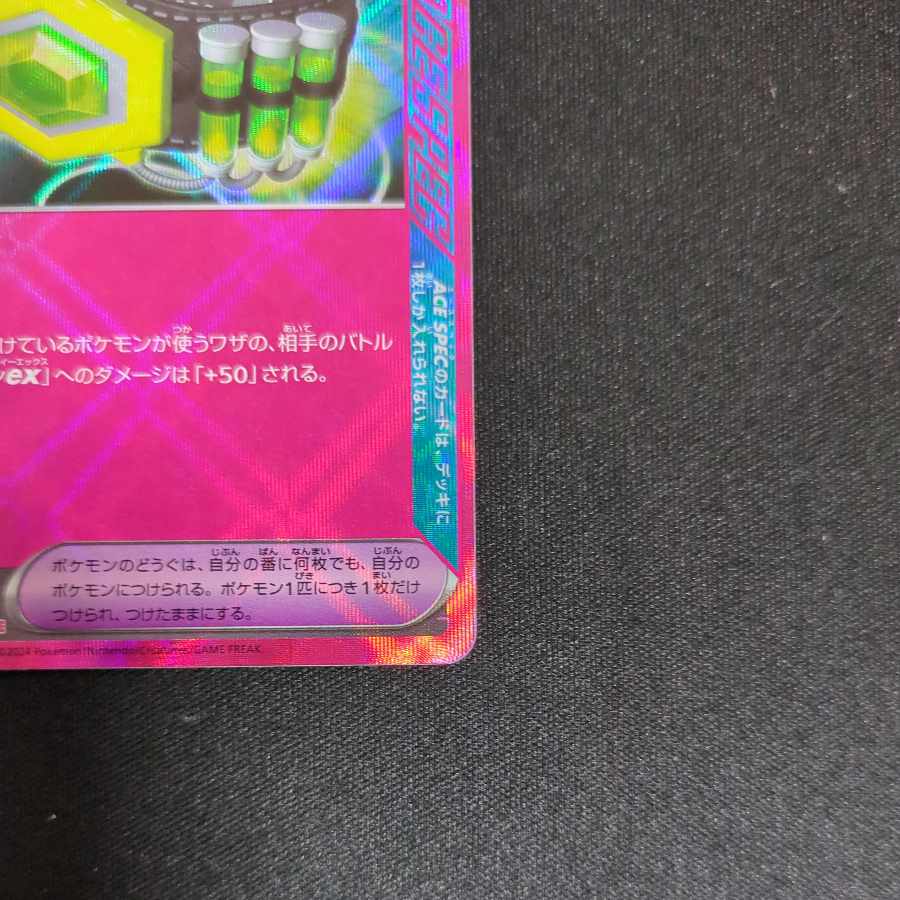 ACE SPEC
ACE SPECのカードは、デッキに
1枚しか入れられない。
けているポケモンが使うワザの、相手のバトル
ex」へのダメージは「+50」される。
ポケモンのどうぐは、自分の番に何枚でも、自分の
ポケモンにつけられる。ポケモン1匹につき1枚だけ
つけられ、つけたままにする。
©2024 Pokémon/Nintendo/Creatures/GAME FREAK.